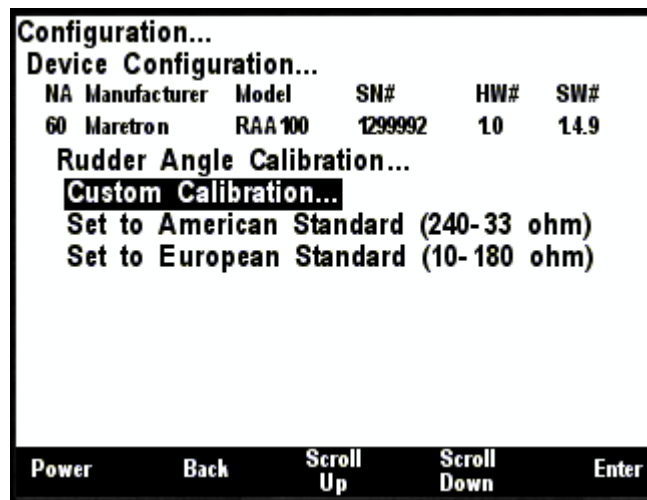 Configuration...
Device Configuration...
NA Manufacturer Model SN# HW# SW#
60 Maretron RAA100 1299992 1.0 1.4.9
Rudder Angle Calibration...
Custom Calibration...
Set to American Standard (240-33 ohm)
Set to European Standard (10-180 ohm)
Power Back Scroll Up Scroll Down Enter